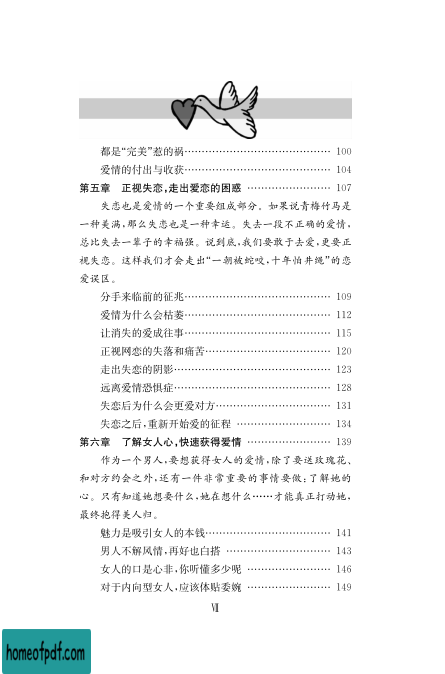 都是“完美”惹的祸…………………………………… 100
爱情的付出与收获…………………………………… 104
第五章　正视失恋,走出爱恋的困惑 …………………… 107
失恋也是爱情的一个重要组成部分。如果说青梅竹马是
一种美满,那么失恋也是一种幸运。失去一段不正确的爱情,
总比失去一辈子的幸福强。说到底,我们要敢于去爱,更要正
视失恋。这样我们才会走出“一朝被蛇咬,十年怕井绳”的恋
爱误区。
分手来临前的征兆…………………………………… 109
爱情为什么会枯萎…………………………………… 112
让消失的爱成往事…………………………………… 115
正视网恋的失落和痛苦……………………………… 120
走出失恋的阴影……………………………………… 123
远离爱情恐惧症……………………………………… 128
失恋后为什么会更爱对方…………………………… 131
失恋之后,重新开始爱的征程 ……………………… 134
第六章　了解女人心,快速获得爱情 …………………… 139
作为一个男人,要想获得女人的爱情,除了要送玫瑰花、
和对方约会之外,还有一件非常重要的事情要做:了解她的
心。只有知道她想要什么,她在想什么……才能真正打动她,
最终抱得美人归。
魅力是吸引女人的本钱……………………………… 141
男人不解风情,再好也白搭 ………………………… 143
女人的口是心非,你听懂多少呢 …………………… 146
对于内向型女人,应该体贴委婉 …………………… 149
Ⅶ
homeofpdf.com